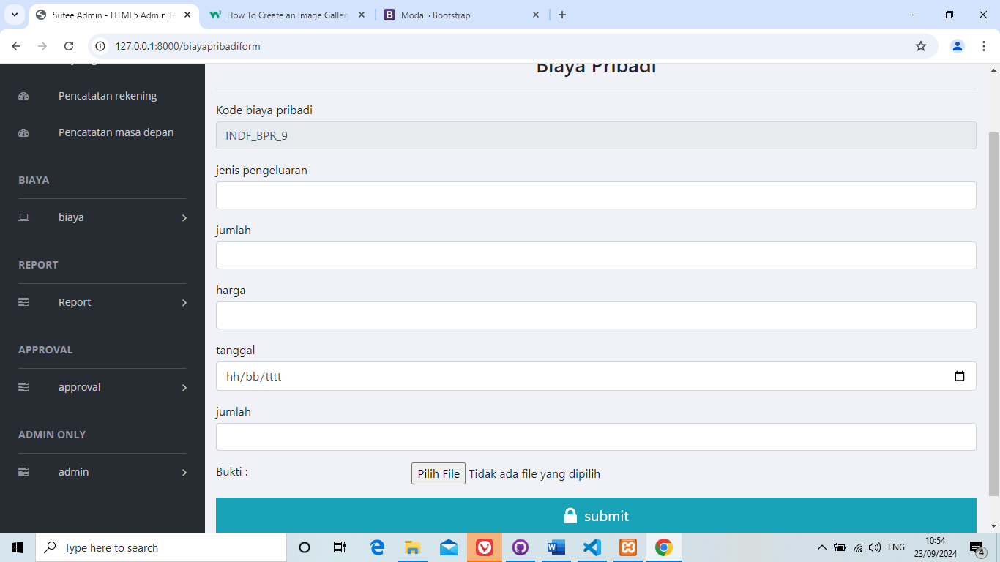 Sufee Admin - HTML5 Admin Te
How To Create an Image Gallery
Modal · Bootstrap
127.0.0.1:8000/biayapribadiform
Pencatatan rekening
Pencatatan masa depan
BIAYA
biaya
REPORT
Report
APPROVAL
approval
ADMIN ONLY
admin
Biaya Pribadi
Kode biaya pribadi
INDF_BPR_9
jenis pengeluaran
jumlah
harga
tanggal
hh/bb/tttt
jumlah
Bukti :
Pilih File Tidak ada file yang dipilih
submit
Type here to search
ENG
10:54
23/09/2024
4